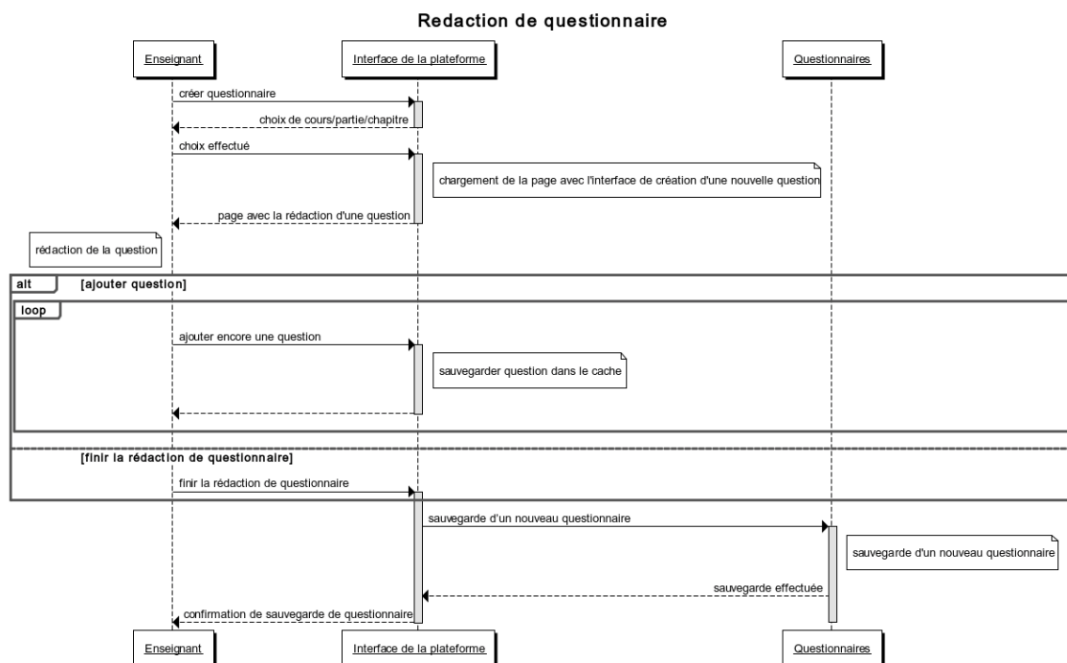 Redaction de questionnaire
Enseignant
Interface de la plateforme
Questionnaires
créer questionnaire
choix de cours/partie/chapitre
choix effectué
chargement de la page avec l'interface de création d'une nouvelle question
page avec la rédaction d'une question
rédaction de la question
alt [ajouter question]
loop
ajouter encore une question
sauvegarder question dans le cache
[finir la rédaction de questionnaire]
finir la rédaction de questionnaire
sauvegarde d'un nouveau questionnaire
sauvegarde d'un nouveau questionnaire
sauvegarde effectuée
confirmation de sauvegarde de questionnaire
Enseignant
Interface de la plateforme
Questionnaires